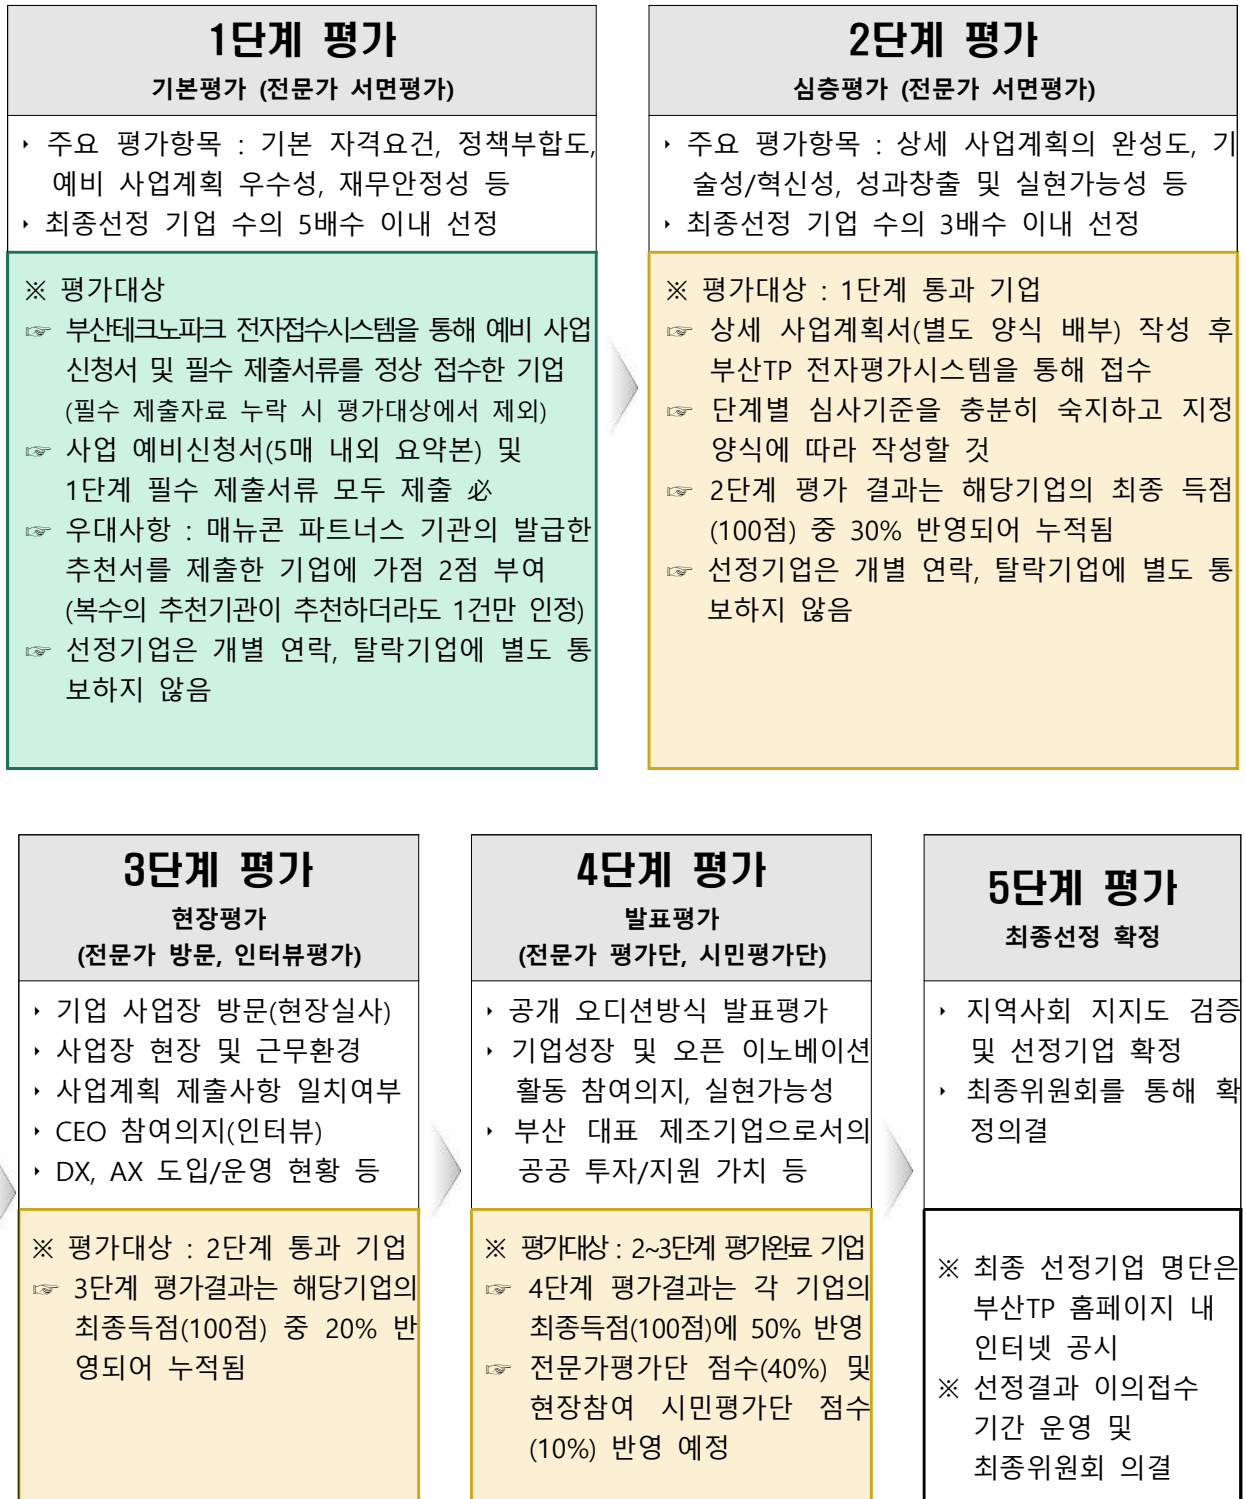 1단계 평가
기본평가 (전문가 서면평가)
‣ 주요 평가항목 : 기본 자격요건, 정책부합도,
예비 사업계획 우수성, 재무안정성 등
‣ 최종선정 기업 수의 5배수 이내 선정
※ 평가대상
☞ 부산테크노파크 전자접수시스템을 통해 예비 사업
신청서 및 필수 제출서류를 정상 접수한 기업
(필수 제출자료 누락 시 평가대상에서 제외)
☞ 사업 예비신청서(5매 내외 요약본) 및
1단계 필수 제출서류 모두 제출 必
☞ 우대사항 : 매뉴콘 파트너스 기관의 발급한
추천서를 제출한 기업에 가점 2점 부여
(복수의 추천기관이 추천하더라도 1건만 인정)
☞ 선정기업은 개별 연락, 탈락기업에 별도 통
보하지 않음
2단계 평가
심층평가 (전문가 서면평가)
‣ 주요 평가항목 : 상세 사업계획의 완성도, 기
술성/혁신성, 성과창출 및 실현가능성 등
‣ 최종선정 기업 수의 3배수 이내 선정
※ 평가대상 : 1단계 통과 기업
☞ 상세 사업계획서(별도 양식 배부) 작성 후
부산TP 전자평가시스템을 통해 접수
☞ 단계별 심사기준을 충분히 숙지하고 지정
양식에 따라 작성할 것
☞ 2단계 평가 결과는 해당기업의 최종 득점
(100점) 중 30% 반영되어 누적됨
☞ 선정기업은 개별 연락, 탈락기업에 별도 통
보하지 않음
3단계 평가
현장평가
(전문가 방문, 인터뷰평가)
‣ 기업 사업장 방문(현장실사)
‣ 사업장 현장 및 근무환경
‣ 사업계획 제출사항 일치여부
‣ CEO 참여의지(인터뷰)
‣ DX, AX 도입/운영 현황 등
※ 평가대상 : 2단계 통과 기업
☞ 3단계 평가결과는 해당기업의
최종득점(100점) 중 20% 반
영되어 누적됨
4단계 평가
발표평가
(전문가 평가단, 시민평가단)
‣ 공개 오디션방식 발표평가
‣ 기업성장 및 오픈 이노베이션
활동 참여의지, 실현가능성
‣ 부산 대표 제조기업으로서의
공공 투자/지원 가치 등
※ 평가대상 : 2~3단계 평가완료 기업
☞ 4단계 평가결과는 각 기업의
최종득점(100점)에 50% 반영
☞ 전문가평가단 점수(40%) 및
현장참여 시민평가단 점수
(10%) 반영 예정
5단계 평가
최종선정 확정
‣ 지역사회 지지도 검증
및 선정기업 확정
‣ 최종위원회를 통해 확
정의결
※ 최종 선정기업 명단은
부산TP 홈페이지 내
인터넷 공시
※ 선정결과 이의접수
기간 운영 및
최종위원회 의결